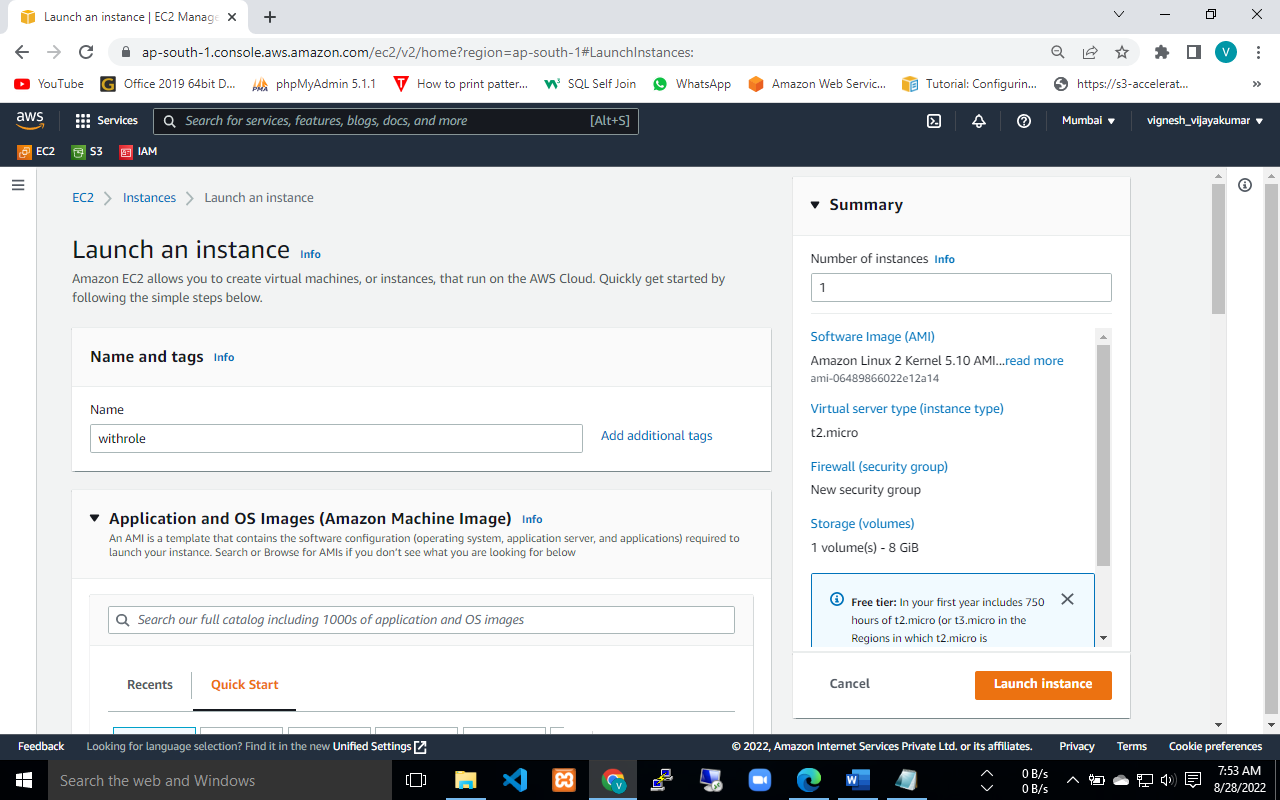 Launch an instance | EC2 Manage
ap-south-1.console.aws.amazon.com/ec2/v2/home?region=ap-south-1#LaunchInstances:
V
YouTube
Office 2019 64bit D...
phpMyAdmin 5.1.1
How to print patter...
SQL Self Join
WhatsApp
Amazon Web Servic...
Tutorial: Configurin...
https://s3-accelerat...
»
aws
Services
Search for services, features, blogs, docs, and more
[Alt+S]
Mumbai
vignesh_vijayakumar
EC2
S3
IAM
EC2
Instances
Launch an instance
Launch an instance Info
Amazon EC2 allows you to create virtual machines, or instances, that run on the AWS Cloud. Quickly get started by
following the simple steps below.
Name and tags Info
Name
withrole
Add additional tags
Application and OS Images (Amazon Machine Image) Info
An AMI is a template that contains the software configuration (operating system, application server, and applications) required to
launch your instance. Search or Browse for AMIs if you don't see what you are looking for below
Search our full catalog including 1000s of application and OS images
Recents
Quick Start
Summary
Number of instances Info
1
Software Image (AMI)
Amazon Linux 2 Kernel 5.10 AMI...read more
ami-06489866022e12a14
Virtual server type (instance type)
t2.micro
Firewall (security group)
New security group
Storage (volumes)
1 volume(s) - 8 GiB
Free tier: In your first year includes 750
hours of t2.micro (or t3.micro in the
Regions in which t2.micro is
Cancel
Launch instance
Feedback
Looking for language selection? Find it in the new Unified Settings
© 2022, Amazon Internet Services Private Ltd. or its affiliates.
Privacy
Terms
Cookie preferences
Search the web and Windows
0 B/s
0 B/s
7:53 AM
8/28/2022